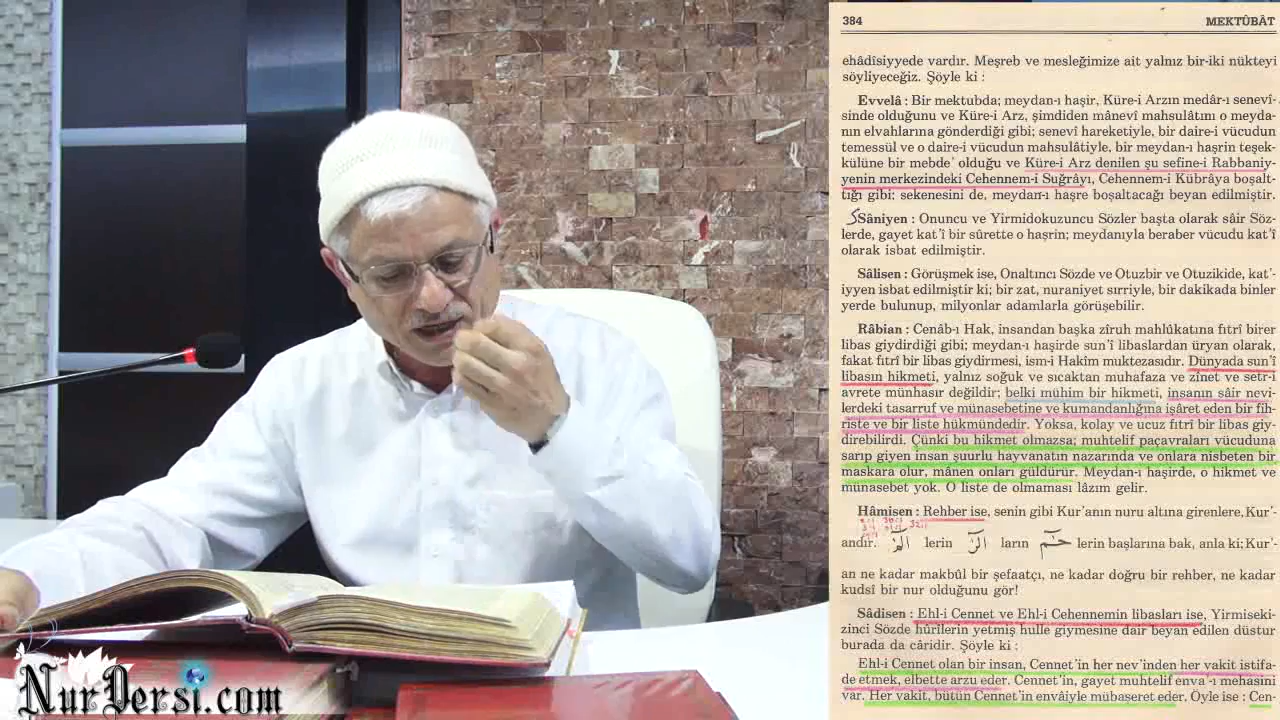 384
MEKTÛBÂT
ehâdîsiyyede vardır. Meşreb ve mesleğimize ait yalnız bir-iki nükteyi
söyliyeceğiz. Şöyle ki :
Evvelâ : Bir mektubda; meydan-ı haşir, Küre-i Arzın medâr-ı senevî-
sinde olduğunu ve Küre-i Arz, şimdiden mânevî mahsulâtını o meyda-
nın elvahlarına gönderdiği gibi; senevî hareketiyle, bir daire-i vücudun
temessül ve o daire-i vücudun mahsulâtiyle, bir meydan-ı haşrin teşek-
külüne bir mebde' olduğu ve Küre-i Arz denilen şu sefine-i Rabbaniy-
yenin merkezindeki Cehennem-i Suğrâyı, Cehennem-i Kübrâya boşalt-
tığı gibi; sekenesini de, meydan-ı haşre boşaltacağı beyan edilmiştir.
Sâniyen : Onuncu ve Yirmidokuzuncu Sözler başta olarak sâir Söz-
lerde, gayet kat'î bir sûrette o haşrin; meydanıyla beraber vücudu kat'î
olarak isbat edilmiştir.
Sâlisen : Görüşmek ise, Onaltıncı Sözde ve Otuzbir ve Otuzikide, kat'-
iyyen isbat edilmiştir ki; bir zat, nuraniyet sırriyle, bir dakikada binler
yerde bulunup, milyonlar adamlarla görüşebilir.
Râbian : Cenâb-ı Hak, insandan başka zîruh mahlûkatına fıtrî birer
libas giydirdiği gibi; meydan-ı haşirde sun'î libaslardan üryan olarak,
fakat fıtrî bir libas giydirmesi, ism-i Hakîm muktezasıdır. Dünyada sun'î
libasın hikmeti, yalnız soğuk ve sıcaktan muhafaza ve zînet ve setr-i
avrete münhasır değildir; belki mühim bir hikmeti, insanın sâir nevi-
lerdeki tasarruf ve münasebetine ve kumandanlığına işâret eden bir fih-
riste ve bir liste hükmündedir. Yoksa, kolay ve ucuz fıtrî bir libas giy-
direbilirdi. Çünki bu hikmet olmazsa; muhtelif paçavraları vücuduna
sarıp giyen insan şuurlu hayvanatın nazarında ve onlara nisbeten bir
maskara olur, mânen onları güldürür. Meydan-ı haşirde, o hikmet ve
münasebet yok. O liste de olmaması lâzım gelir.
Hâmisen : Rehber ise, senin gibi Kur'anın nuru altına girenlere, Kur'-
andır. الٓمٓ lerin الٓرٰ ların حٰمٓ lerin başlarına bak, anla ki; Kur'-
an ne kadar makbûl bir şefaatçı, ne kadar doğru bir rehber, ne kadar
kudsî bir nur olduğunu gör!
Sâdisen : Ehl-i Cennet ve Ehl-i Cehennemin libasları ise, Yirmiseki-
zinci Sözde hûrîlerin yetmiş hulle giymesine dair beyan edilen düstur
burada da câridir. Şöyle ki :
Ehl-i Cennet olan bir insan, Cennet'in her nev'inden her vakit istifa-
de etmek, elbette arzu eder. Cennet'in, gayet muhtelif enva'-ı mehasini
var. Her vakit, bütün Cennet'in envâiyle mübaşeret eder. Öyle ise : Cen-
NurDersi.com